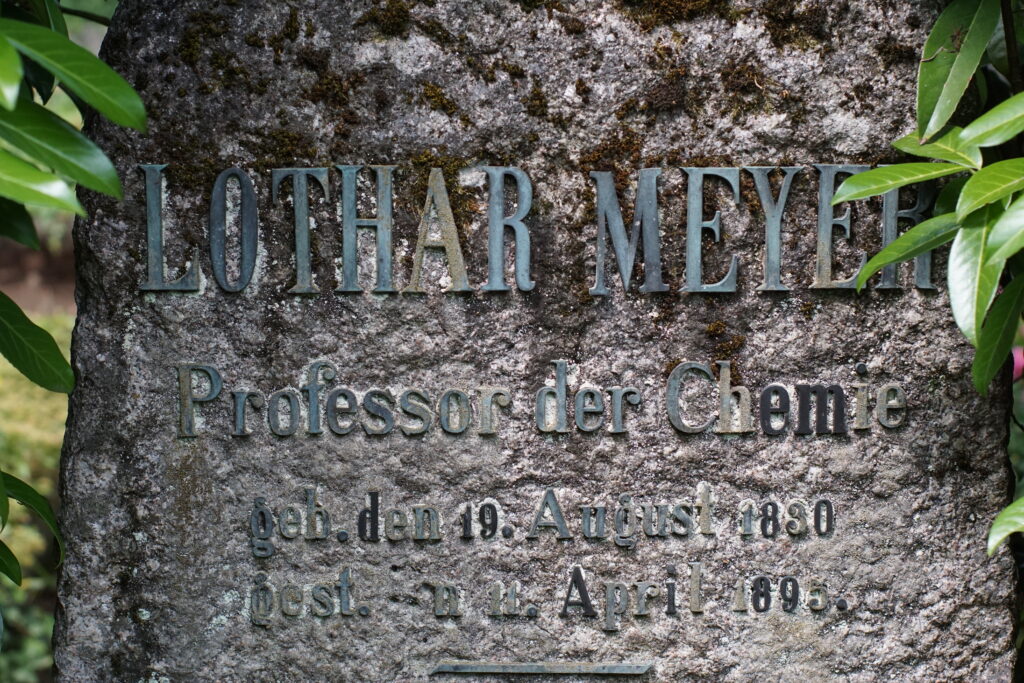 LOTHAR MEYER
Professor der Chemie
geb. den 19. August 1830
gest. n 11. April 1895.